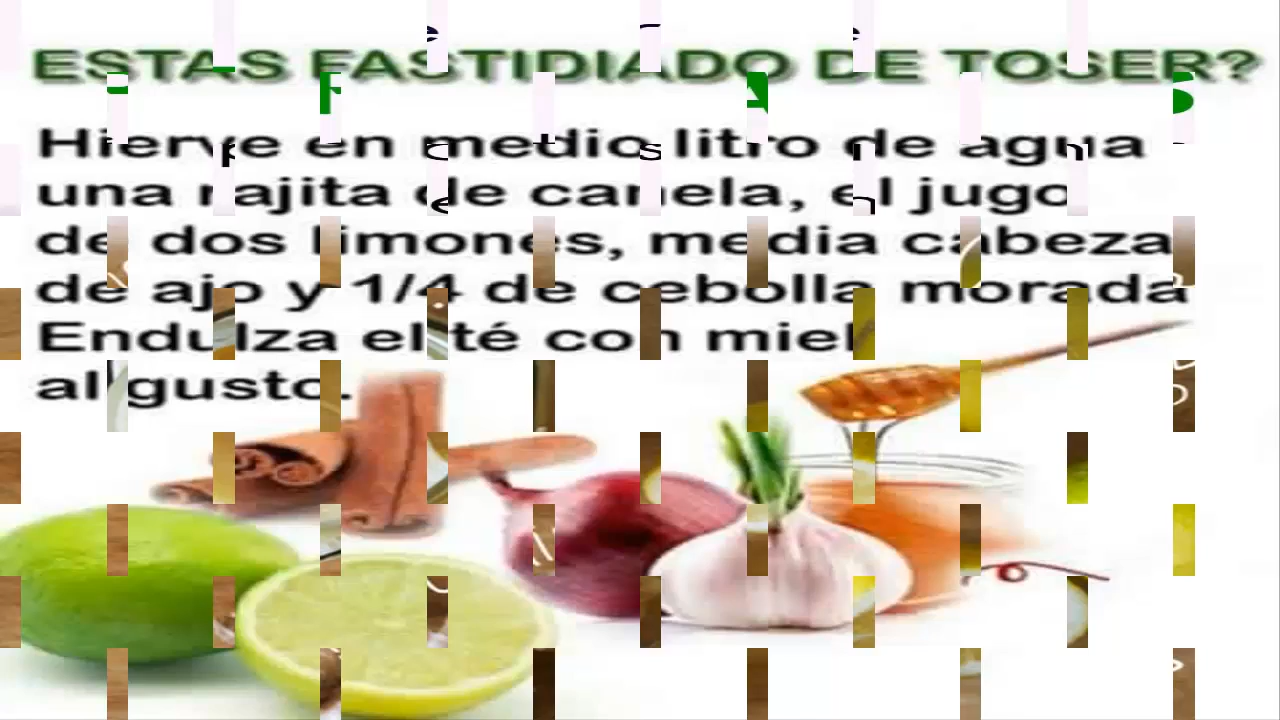 ESTAS FASTIDIADO DE TOSER?
Hierve en medio litro de agua
una rajita de canela, el jugo
de dos limones, media cabeza
de ajo y 1/4 de cebolla morada
Endulza el té con miel
al gusto.